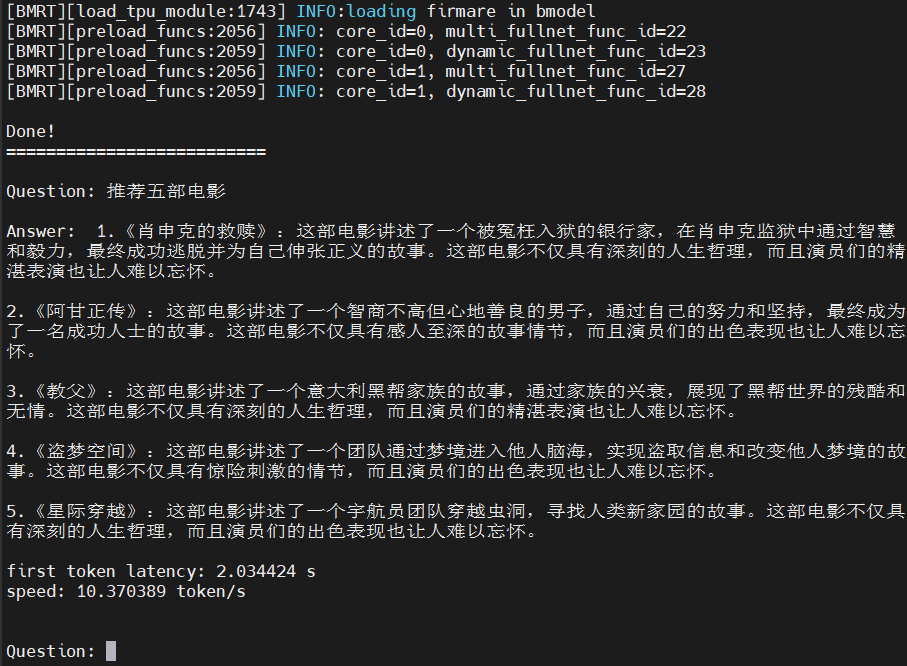 [BMRT][load_tpu_module:1743] INFO:loading firmare in bmodel
[BMRT][preload_funcs:2056] INFO: core_id=0, multi_fullnet_func_id=22
[BMRT][preload_funcs:2059] INFO: core_id=0, dynamic_fullnet_func_id=23
[BMRT][preload_funcs:2056] INFO: core_id=1, multi_fullnet_func_id=27
[BMRT][preload_funcs:2059] INFO: core_id=1, dynamic_fullnet_func_id=28
Done!
==========================
Question: 推荐五部电影
Answer:  1.《肖申克的救赎》：这部电影讲述了一个被冤枉入狱的银行家，在肖申克监狱中通过智慧
和毅力，最终成功逃脱并为自己伸张正义的故事。这部电影不仅具有深刻的人生哲理，而且演员们的精
湛表演也让人难以忘怀。
2.《阿甘正传》：这部电影讲述了一个智商不高但心地善良的男子，通过自己的努力和坚持，最终成为
了一名成功人士的故事。这部电影不仅具有感人至深的故事情节，而且演员们的出色表现也让人难以忘
怀。
3.《教父》：这部电影讲述了一个意大利黑帮家族的故事，通过家族的兴衰，展现了黑帮世界的残酷和
无情。这部电影不仅具有深刻的人生哲理，而且演员们的精湛表演也让人难以忘怀。
4.《盗梦空间》：这部电影讲述了一个团队通过梦境进入他人脑海，实现盗取信息和改变他人梦境的故
事。这部电影不仅具有惊险刺激的情节，而且演员们的出色表现也让人难以忘怀。
5.《星际穿越》：这部电影讲述了一个宇航员团队穿越虫洞，寻找人类新家园的故事。这部电影不仅具
有深刻的人生哲理，而且演员们的出色表现也让人难以忘怀。
first token latency: 2.034424 s
speed: 10.370389 token/s
Question: